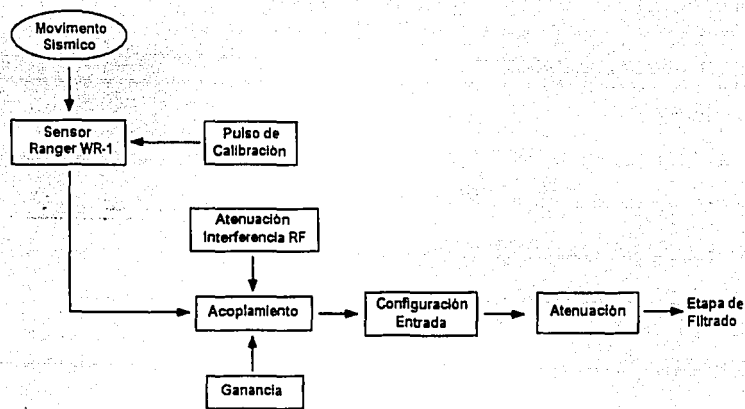 Movimento
Sísmico
Sensor
Ranger WR-1
Pulso de
Calibración
Atenuación
Interferencia RF
Acoplamiento
Configuración
Entrada
Atenuación
Etapa de
Filtrado
Ganancia